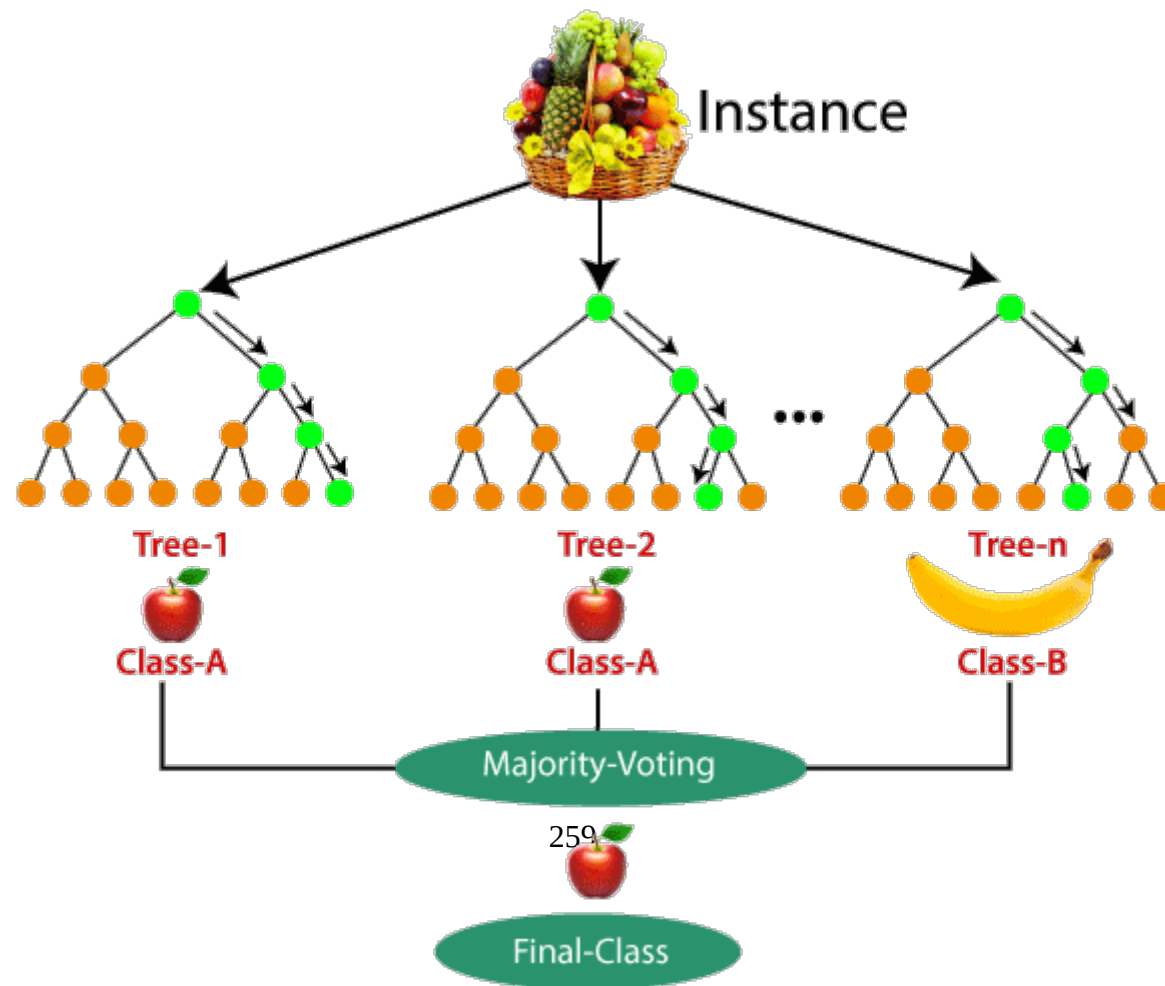 Instance
Tree-1
Tree-2
Tree-n
Class-A
Class-A
Class-B
Majority-Voting
259
Final-Class